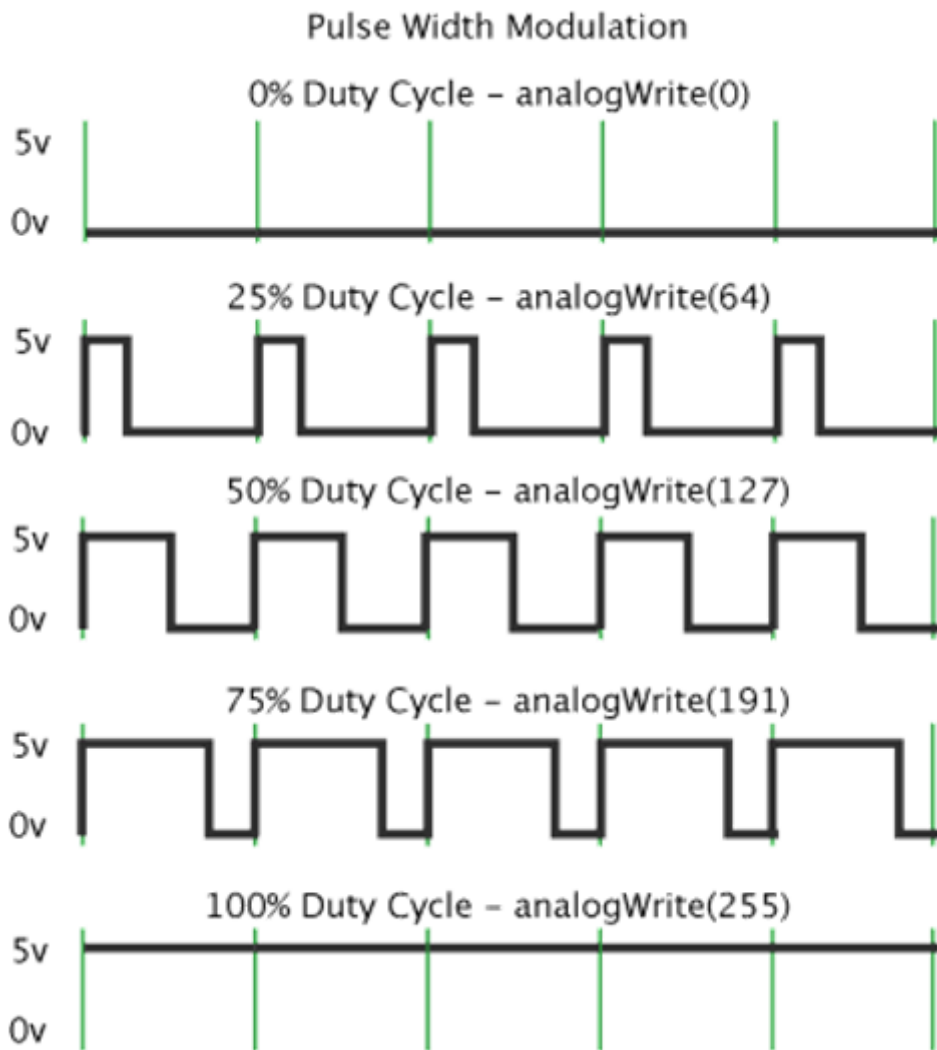 Pulse Width Modulation
0% Duty Cycle – analogWrite(0)
5v
0v
25% Duty Cycle – analogWrite(64)
5v
0v
50% Duty Cycle – analogWrite(127)
5v
0v
75% Duty Cycle – analogWrite(191)
5v
0v
100% Duty Cycle – analogWrite(255)
5v
0v